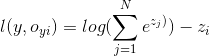 l(y, o_{yi}) = log(\sum_{j=1}^{N} e^{z_j)}) - z_i